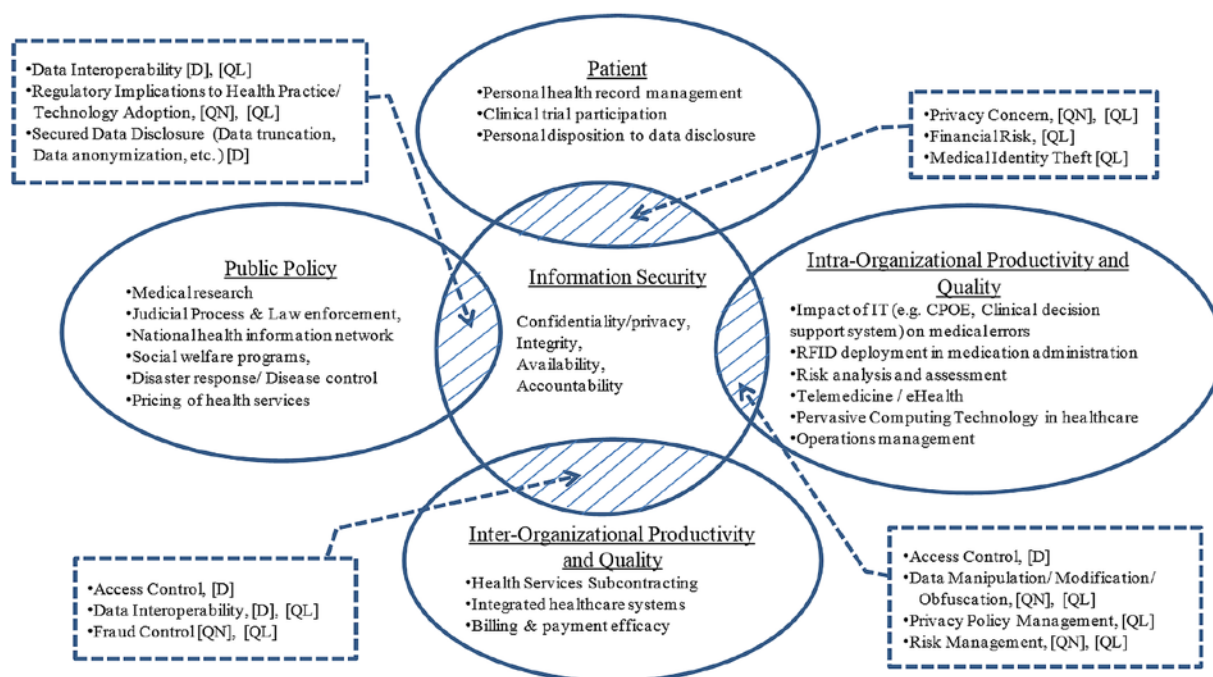 •Data Interoperability [D], [QL]
•Regulatory Implications to Health Practice/
Technology Adoption, [QN], [QL]
•Secured Data Disclosure (Data truncation,
Data anonymization, etc.) [D]
Patient
•Personal health record management
•Clinical trial participation
•Personal disposition to data disclosure
•Privacy Concern, [QN], [QL]
•Financial Risk, [QL]
•Medical Identity Theft [QL]
Public Policy
•Medical research
•Judicial Process & Law enforcement,
•National health information network
•Social welfare programs,
•Disaster response/ Disease control
•Pricing of health services
Information Security
Confidentiality/privacy,
Integrity,
Availability,
Accountability
Intra-Organizational Productivity and
Quality
•Impact of IT (e.g. CPOE, Clinical decision
support system) on medical errors
•RFID deployment in medication administration
•Risk analysis and assessment
•Telemedicine / eHealth
•Pervasive Computing Technology in healthcare
•Operations management
Inter-Organizational Productivity
and Quality
•Health Services Subcontracting
•Integrated healthcare systems
•Billing & payment efficacy
•Access Control, [D]
•Data Interoperability, [D], [QL]
•Fraud Control [QN], [QL]
•Access Control, [D]
•Data Manipulation/ Modification/
Obfuscation, [QN], [QL]
•Privacy Policy Management, [QL]
•Risk Management, [QN], [QL]